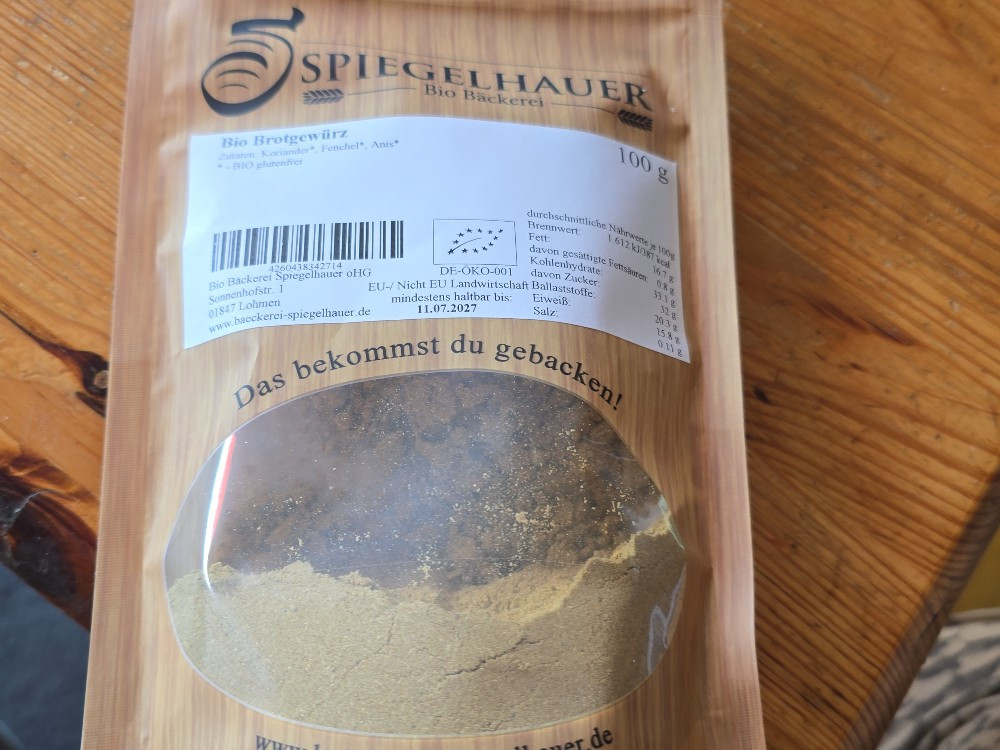 SPIEGELHAUER
Bio Bäckerei
Bio Brotgewürz
Zutaten: Koriander*, Fenchel*, Anis*
* - BIO glutenfrei
100 g
4260438342714
Bio Bäckerei Spiegelhauer oHG
Sonnenhofstr. 1
01847 Lohmen
www.baeckerei-spiegelhauer.de
DE-ÖKO-001
EU-/ Nicht EU Landwirtschaft
mindestens haltbar bis:
11.07.2027
durchschnittliche Nährwerte je 100g
Brennwert: 1 612 kJ/387 kcal
Fett: 16.7 g
davon gesättigte Fettsäuren: 0.8 g
Kohlenhydrate: 33.1 g
davon Zucker: 32 g
Ballaststoffe: 20.3 g
Eiweiß: 15.8 g
Salz: 0.11 g
Das bekommst du gebacken!